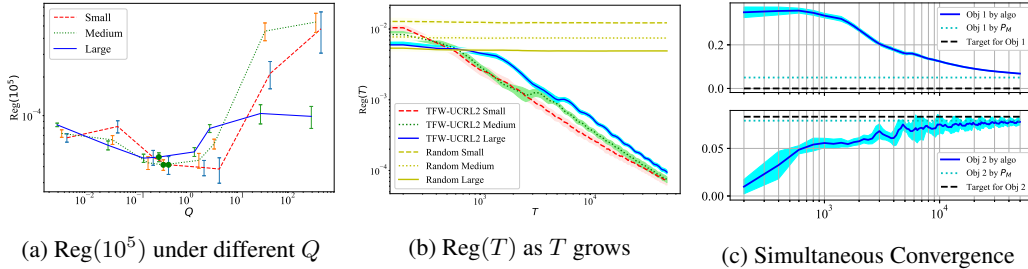 Small
Medium
Large
Reg(10⁵)
10⁻⁴
10⁻² 10⁻¹ 10⁰ 10¹ 10²
Q
(a) Reg(10⁵) under different Q
Reg(T)
10⁻¹
10⁻²
10⁻³
10⁻⁴
TFW-UCRL2 Small
TFW-UCRL2 Medium
TFW-UCRL2 Large
Random Small
Random Medium
Random Large
10³ 10⁴
T
(b) Reg(T) as T grows
0.2
0.0
Obj 1 by algo
Obj 1 by P_M
Target for Obj 1
0.05
0.00
Obj 2 by algo
Obj 2 by P_M
Target for Obj 2
10³ 10⁴
(c) Simultaneous Convergence